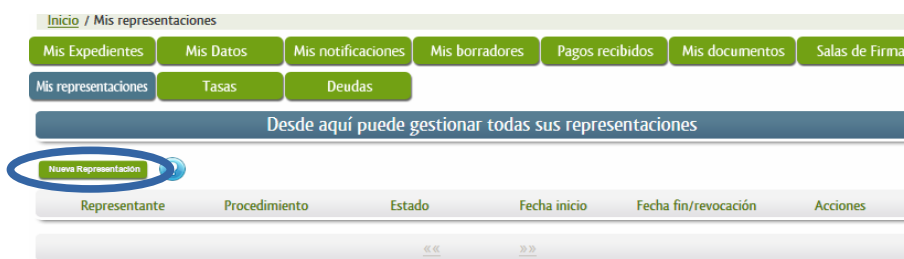 Inicio / Mis representaciones
Mis Expedientes Mis Datos Mis notificaciones Mis borradores Pagos recibidos Mis documentos Salas de Firma
Mis representaciones Tasas Deudas
Desde aquí puede gestionar todas sus representaciones
Nueva Representación
Representante Procedimiento Estado Fecha inicio Fecha fin/revocación Acciones
«« »»